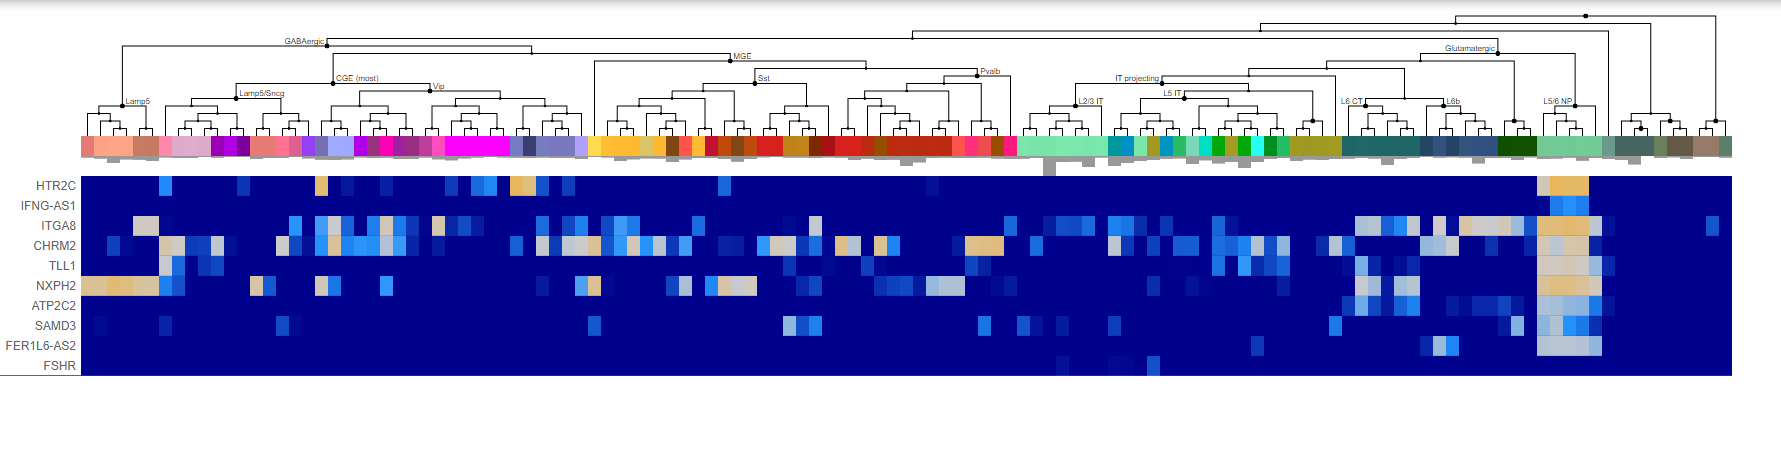 GABAergic
Glutamatergic
MGE
Pvalb
CGE (most)
Sst
IT projecting
Vip
Lamp5/Sncg
L5 IT
Lamp5
L2/3 IT
L6 CT
L6b
L5/6 NP
HTR2C
IFNG-AS1
ITGA8
CHRM2
TLL1
NXPH2
ATP2C2
SAMD3
FER1L6-AS2
FSHR